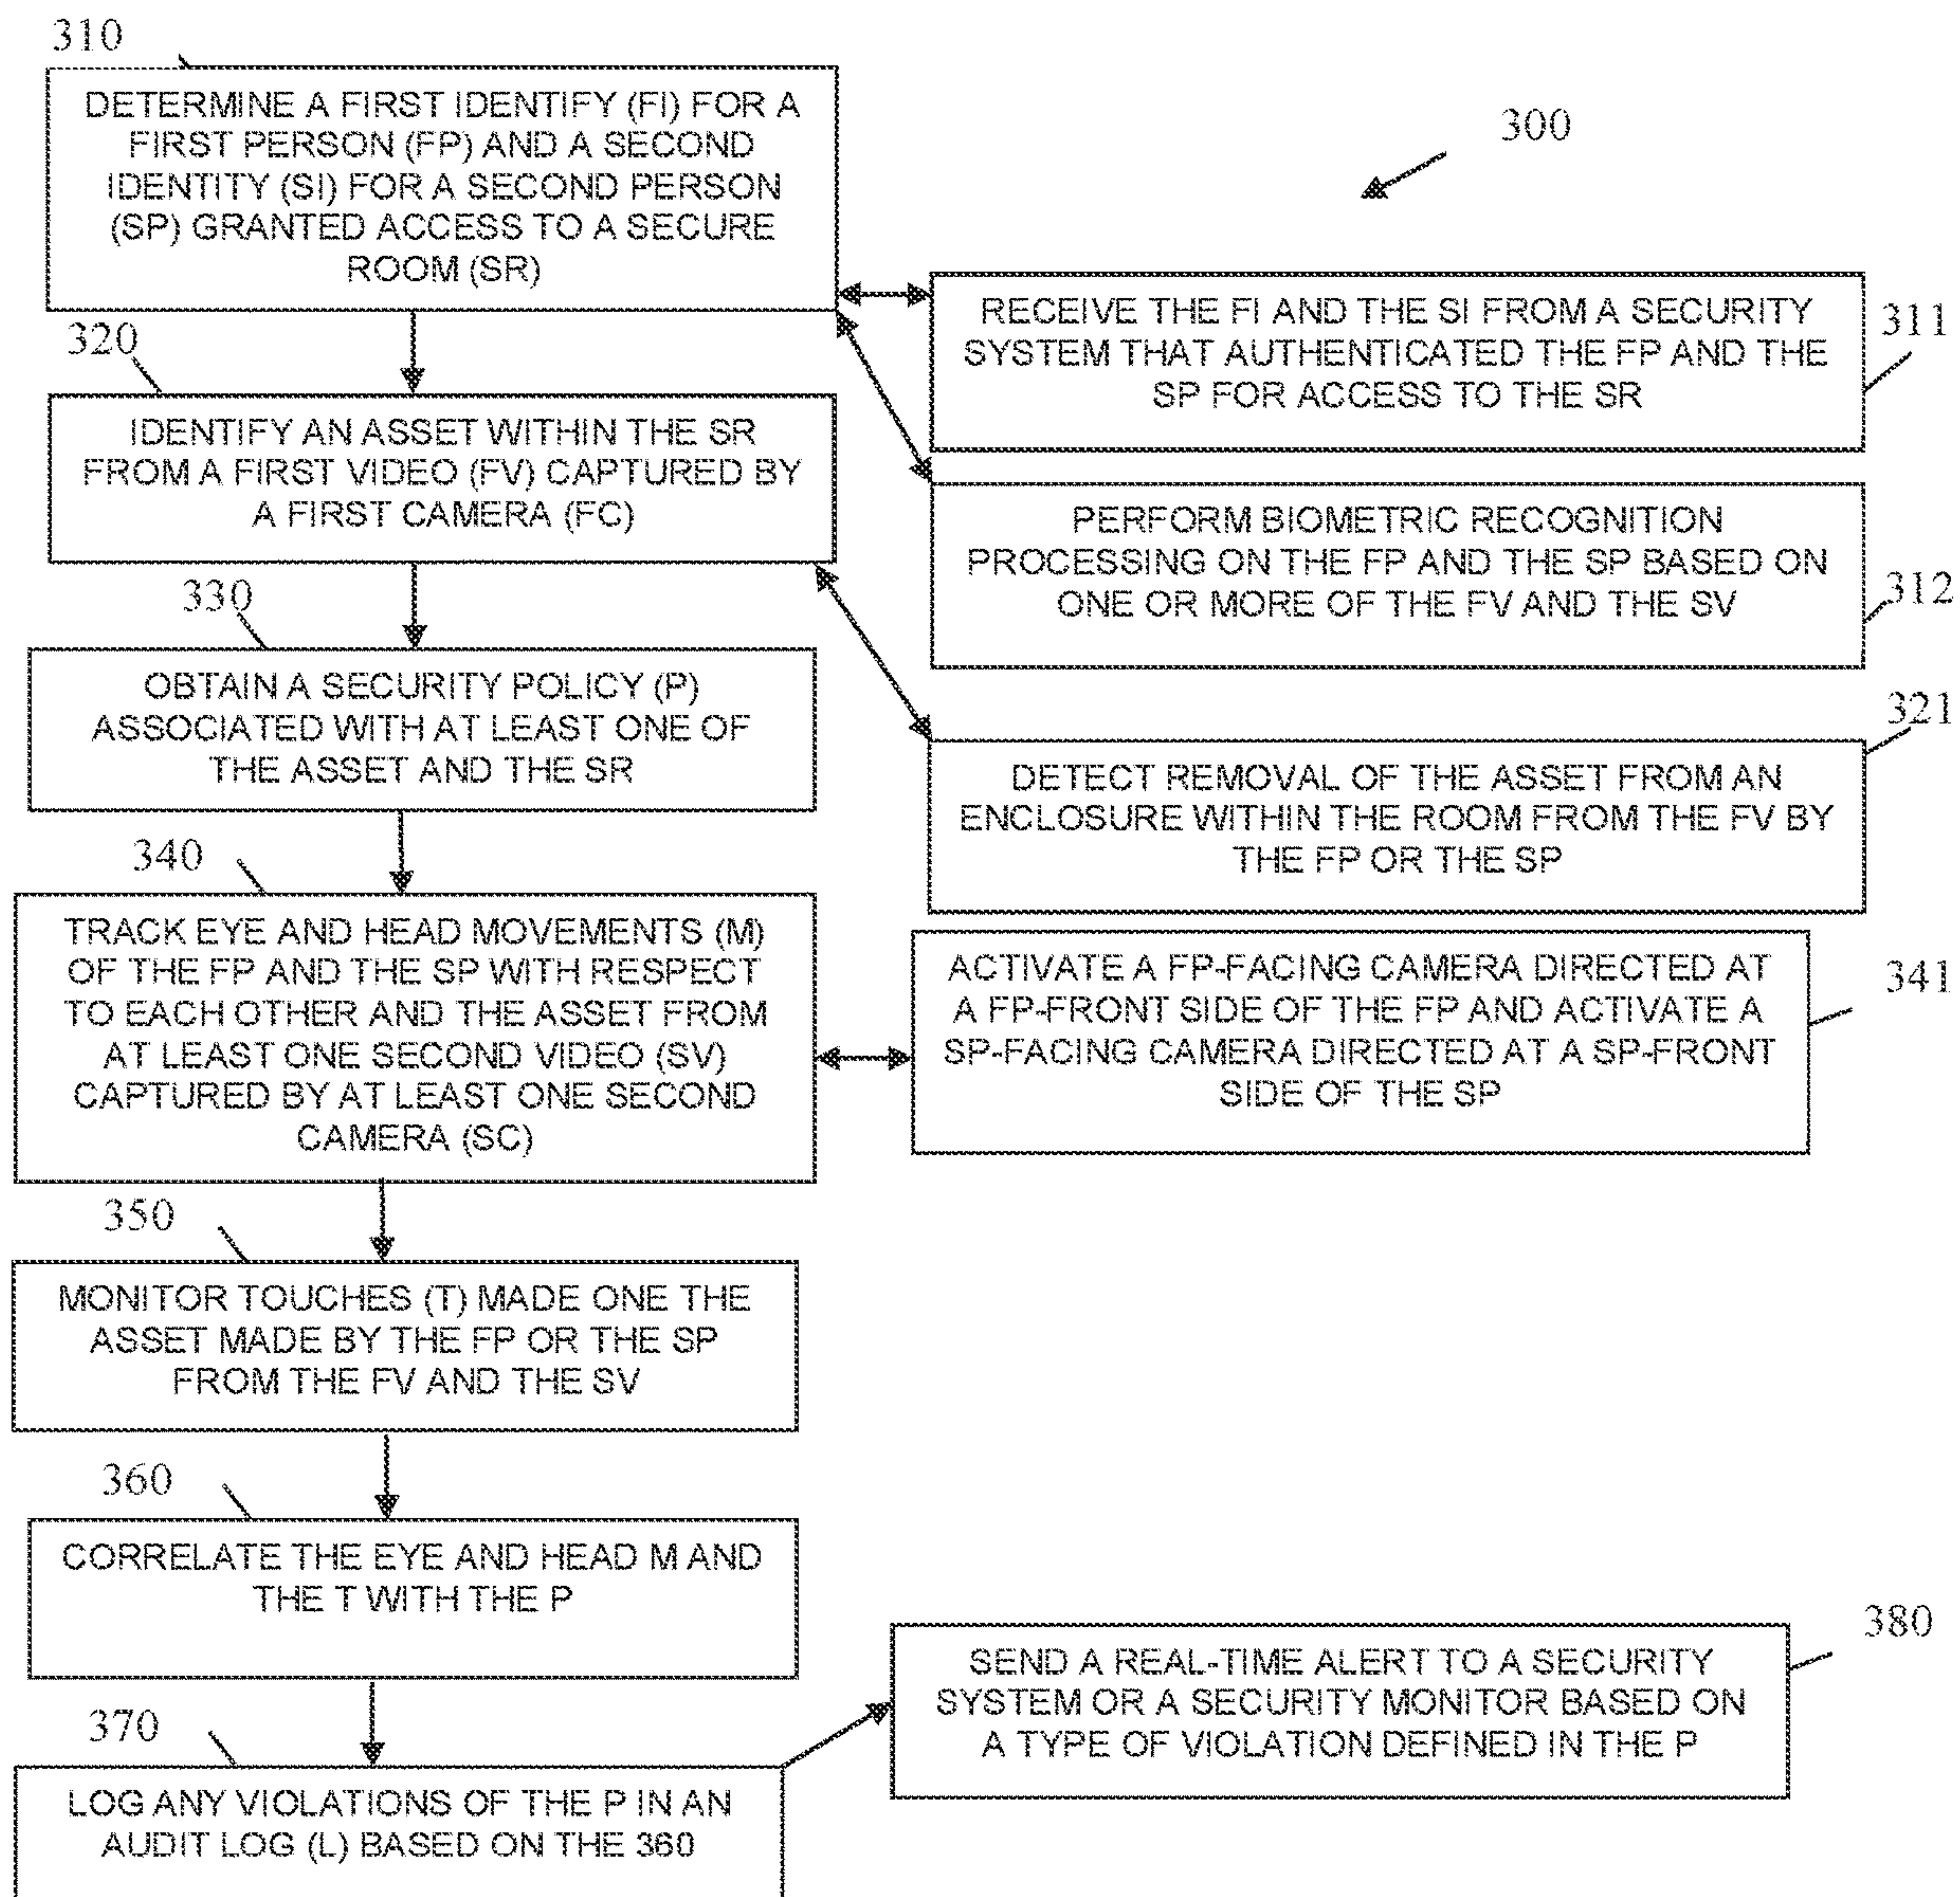 310
DETERMINE A FIRST IDENTIFY (FI) FOR A
FIRST PERSON (FP) AND A SECOND
IDENTITY (SI) FOR A SECOND PERSON
(SP) GRANTED ACCESS TO A SECURE
ROOM (SR)
300
311
RECEIVE THE FI AND THE SI FROM A SECURITY
SYSTEM THAT AUTHENTICATED THE FP AND THE
SP FOR ACCESS TO THE SR
320
IDENTIFY AN ASSET WITHIN THE SR
FROM A FIRST VIDEO (FV) CAPTURED BY
A FIRST CAMERA (FC)
312
PERFORM BIOMETRIC RECOGNITION
PROCESSING ON THE FP AND THE SP BASED ON
ONE OR MORE OF THE FV AND THE SV
330
OBTAIN A SECURITY POLICY (P)
ASSOCIATED WITH AT LEAST ONE OF
THE ASSET AND THE SR
321
DETECT REMOVAL OF THE ASSET FROM AN
ENCLOSURE WITHIN THE ROOM FROM THE FV BY
THE FP OR THE SP
340
TRACK EYE AND HEAD MOVEMENTS (M)
OF THE FP AND THE SP WITH RESPECT
TO EACH OTHER AND THE ASSET FROM
AT LEAST ONE SECOND VIDEO (SV)
CAPTURED BY AT LEAST ONE SECOND
CAMERA (SC)
341
ACTIVATE A FP-FACING CAMERA DIRECTED AT
A FP-FRONT SIDE OF THE FP AND ACTIVATE A
SP-FACING CAMERA DIRECTED AT A SP-FRONT
SIDE OF THE SP
350
MONITOR TOUCHES (T) MADE ONE THE
ASSET MADE BY THE FP OR THE SP
FROM THE FV AND THE SV
360
CORRELATE THE EYE AND HEAD M AND
THE T WITH THE P
370
LOG ANY VIOLATIONS OF THE P IN AN
AUDIT LOG (L) BASED ON THE 360
380
SEND A REAL-TIME ALERT TO A SECURITY
SYSTEM OR A SECURITY MONITOR BASED ON
A TYPE OF VIOLATION DEFINED IN THE P